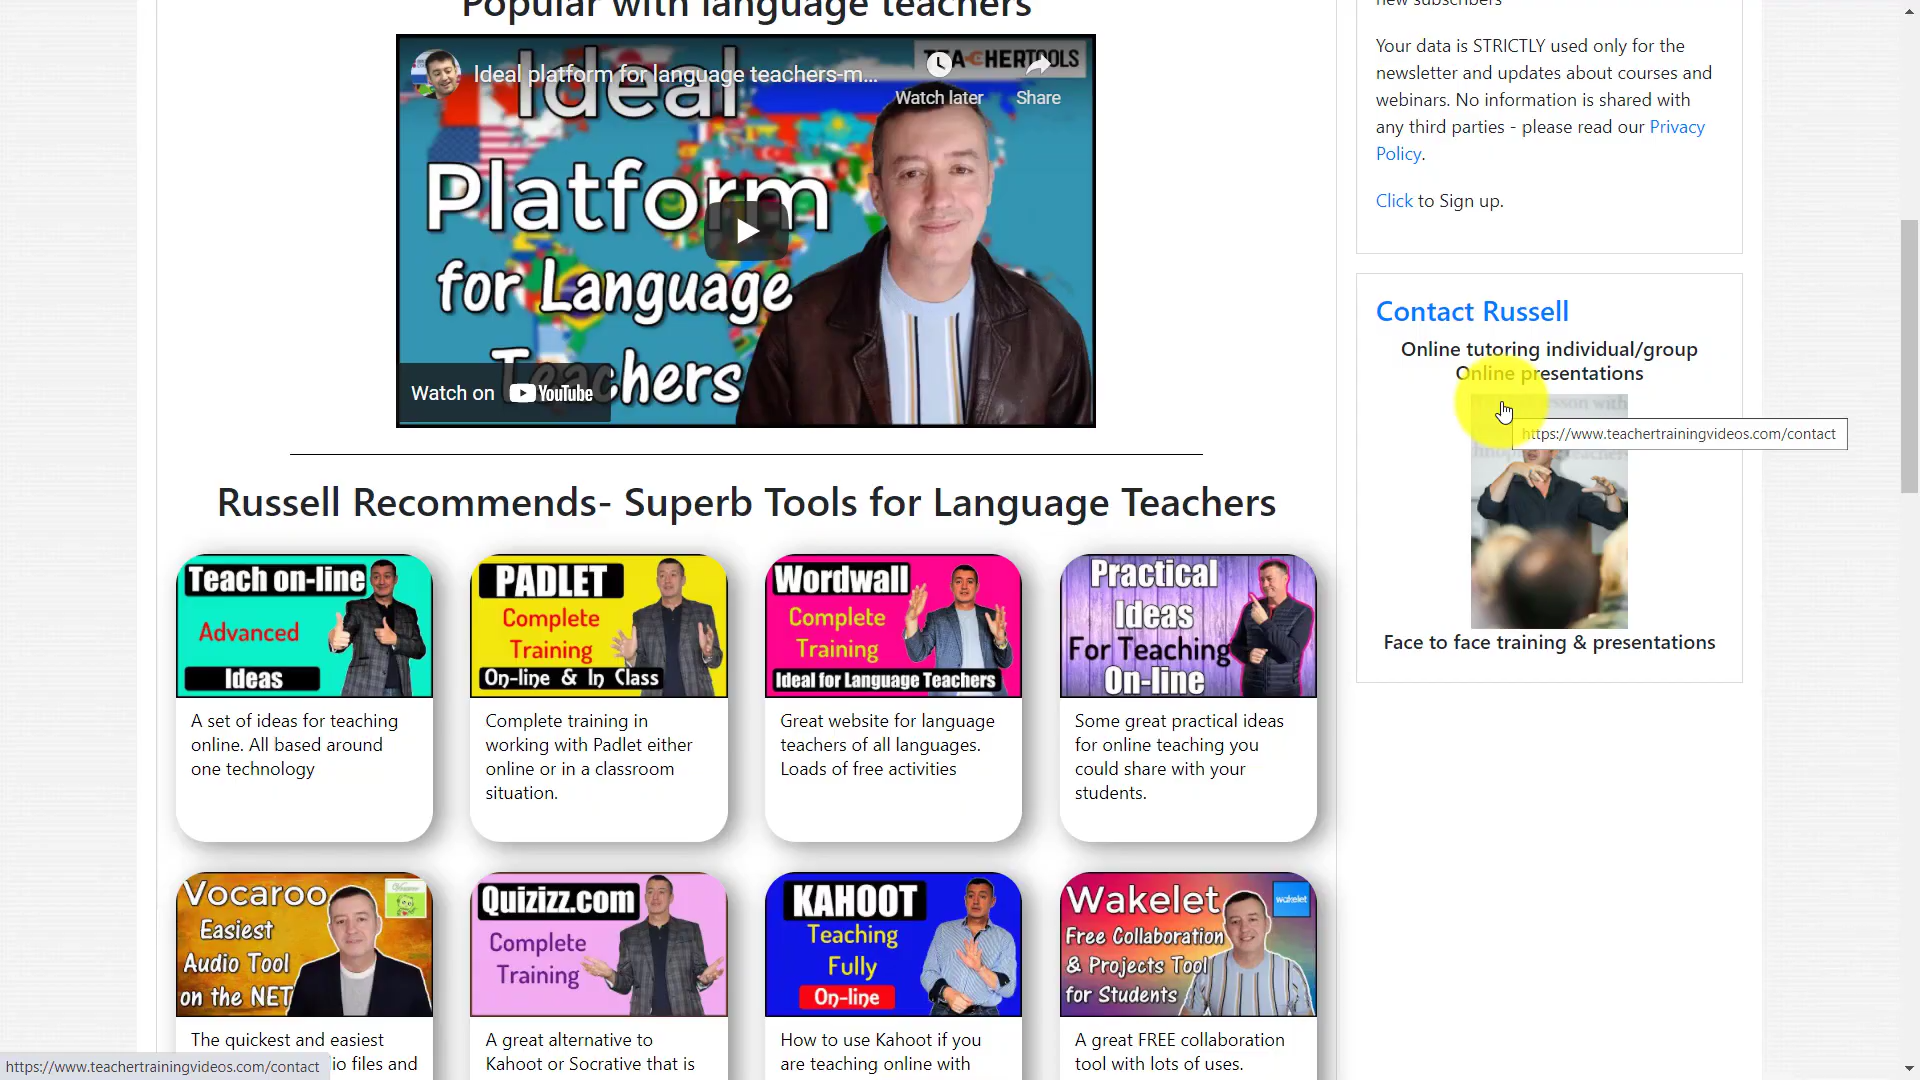 Popular with language teachers
TEACHERTOOLS
Ideal platform for language teachers-m...
Watch later
Share
Ideal
Platform
for Language
Teachers
Watch on YouTube
Russell Recommends- Superb Tools for Language Teachers
Teach on-line
Advanced
Ideas
A set of ideas for teaching
online. All based around
one technology
PADLET
Complete
Training
On-line & In Class
Complete training in
working with Padlet either
online or in a classroom
situation.
Wordwall
Complete
Training
Ideal for Language Teachers
Great website for language
teachers of all languages.
Loads of free activities
Practical
Ideas
For Teaching
On-line
Some great practical ideas
for online teaching you
could share with your
students.
Vocaroo
Easiest
Audio Tool
on the NET
The quickest and easiest
io files and
Quizizz.com
Complete
Training
A great alternative to
Kahoot or Socrative that is
KAHOOT
Teaching
Fully
On-line
How to use Kahoot if you
are teaching online with
Wakelet
wakelet
Free Collaboration
& Projects Tool
for Students
A great FREE collaboration
tool with lots of uses.
new subscribers
Your data is STRICTLY used only for the
newsletter and updates about courses and
webinars. No information is shared with
any third parties - please read our Privacy
Policy.
Click to Sign up.
Contact Russell
Online tutoring individual/group
Online presentations
https://www.teachertrainingvideos.com/contact
Face to face training & presentations
https://www.teachertrainingvideos.com/contact